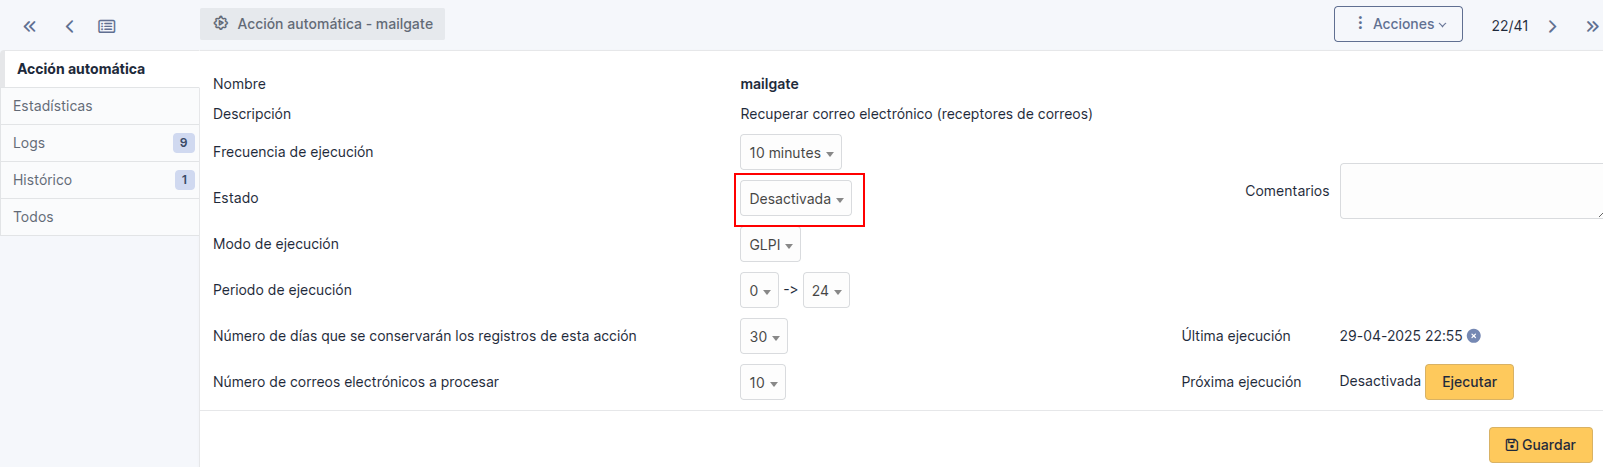 Acción automática - mailgate
Acciones
22/41
Acción automática
Estadísticas
Logs 9
Histórico 1
Todos
Nombre mailgate
Descripción Recuperar correo electrónico (receptores de correos)
Frecuencia de ejecución 10 minutes
Estado Desactivada
Comentarios
Modo de ejecución GLPI
Periodo de ejecución 0 -> 24
Número de días que se conservarán los registros de esta acción 30
Última ejecución 29-04-2025 22:55
Número de correos electrónicos a procesar 10
Próxima ejecución Desactivada Ejecutar
Guardar